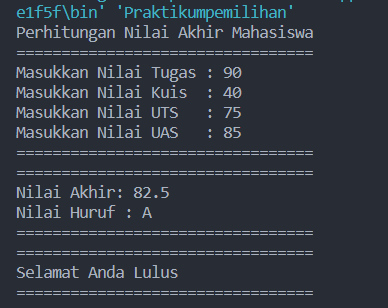 e1f5f\bin' 'Praktikumpemilihan'
Perhitungan Nilai Akhir Mahasiswa
=================================
Masukkan Nilai Tugas : 90
Masukkan Nilai Kuis  : 40
Masukkan Nilai UTS   : 75
Masukkan Nilai UAS   : 85
=================================
=================================
Nilai Akhir: 82.5
Nilai Huruf : A
=================================
=================================
Selamat Anda Lulus
=================================